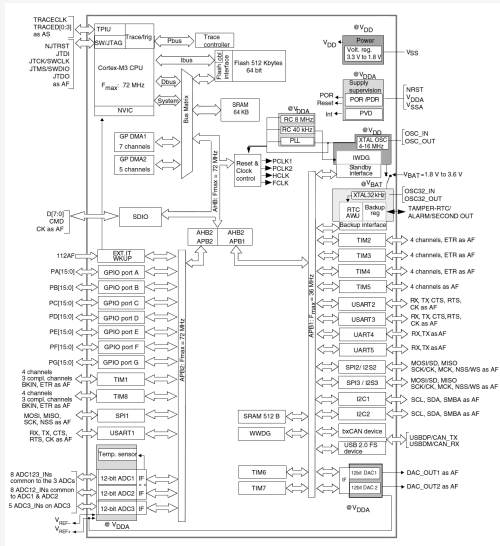 TRACECLK
TRACED[0:3]
as AS
NJTRST
JTDI
JTCK/SWCLK
JTMS/SWDIO
JTDO
as AF
TPIU
SW/JTAG
Trace/trig
Cortex-M3 CPU
Fmax: 72 MHz
NVIC
Pbus
Ibus
Dbus
System
Trace
controller
Flash obl
interface
Flash 512 Kbytes
64 bit
Bus Matrix
SRAM
64 KB
GP DMA1
7 channels
GP DMA2
5 channels
AHB: Fmax = 72 MHz
@VDD
VDD
Power
Volt. reg.
3.3 V to 1.8 V
VSS
@VDDA
Supply
supervision
POR
Reset
Int
POR /PDR
PVD
NRST
VDDA
VSSA
@VDDA
RC 8 MHz
RC 40 kHz
PLL
Reset &
Clock
control
PCLK1
PCLK2
HCLK
FCLK
@VDD
XTAL OSC
4-16 MHz
OSC_IN
OSC_OUT
IWDG
Standby
interface
VBAT=1.8 V to 3.6 V
@VBAT
XTAL32kHz
OSC32_IN
OSC32_OUT
RTC
AWU
Backup
reg
Backup interface
TAMPER-RTC/
ALARM/SECOND OUT
D[7:0]
CMD
CK as AF
SDIO
AHB2
APB2
AHB2
APB1
112AF
EXT.IT
WKUP
PA[15:0]
GPIO port A
PB[15:0]
GPIO port B
PC[15:0]
GPIO port C
PD[15:0]
GPIO port D
PE[15:0]
GPIO port E
PF[15:0]
GPIO port F
PG[15:0]
GPIO port G
4 channels
3 compl. channels
BKIN, ETR as AF
TIM1
4 channels
3 compl. channels
BKIN, ETR as AF
TIM8
MOSI, MISO,
SCK, NSS as AF
SPI1
RX, TX, CTS,
RTS, CK as AF
USART1
APB2: Fmax = 72 MHz
APB1: Fmax = 36 MHz
TIM2
4 channels, ETR as AF
TIM3
4 channels, ETR as AF
TIM4
4 channels, ETR as AF
TIM5
4 channels as AF
USART2
RX, TX, CTS, RTS,
CK as AF
USART3
RX, TX, CTS, RTS,
CK as AF
UART4
RX,TX as AF
UART5
RX,TX as AF
SPI2/ I2S2
MOSI/SD, MISO
SCK/CK, MCK, NSS/WS as AF
SPI3 / I2S3
MOSI/SD, MISO
SCK/CK, MCK, NSS/WS as AF
I2C1
SCL, SDA, SMBA as AF
I2C2
SCL, SDA, SMBA as AF
SRAM 512 B
WWDG
bxCAN device
USB 2.0 FS
device
USBDP/CAN_TX
USBDM/CAN_RX
Temp. sensor
8 ADC123_INs
common to the 3 ADCs
12-bit ADC1
IF
8 ADC12_INs common
to ADC1 & ADC2
12-bit ADC2
IF
5 ADC3_INs on ADC3
12-bit ADC3
IF
VREF-
VREF+
@ VDDA
TIM6
TIM7
IF
12bit DAC1
12bit DAC 2
DAC_OUT1 as AF
DAC_OUT2 as AF
@VDDA